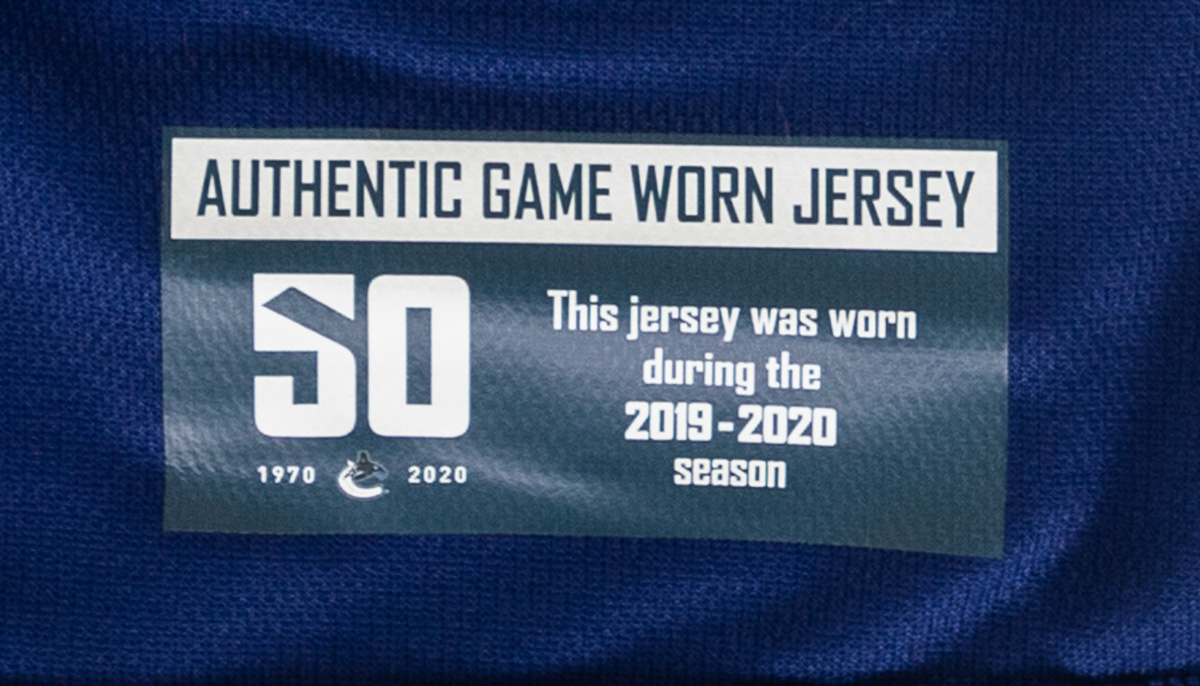 AUTHENTIC GAME WORN JERSEY
50
1970 2020
This jersey was worn
during the
2019-2020
season